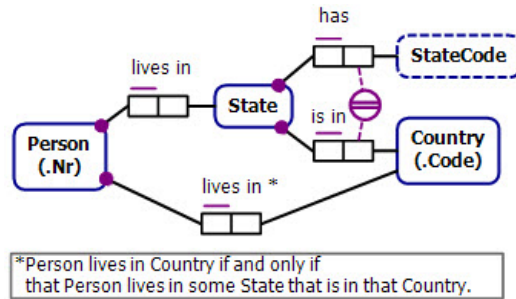 has
StateCode
lives in
State
is in
Person
(.Nr)
Country
(.Code)
lives in *
*Person lives in Country if and only if
that Person lives in some State that is in that Country.